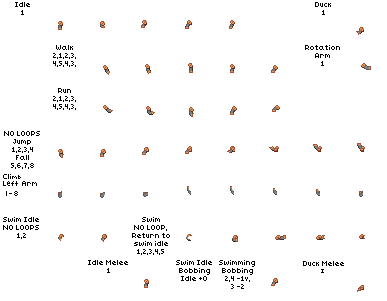 Idle
1
Duck
1
Walk
2,1,2,3,
4,5,4,3,
Rotation
Arm
1
Run
2,1,2,3,
4,5,4,3,
NO LOOPS
Jump
1,2,3,4
Fall
5,6,7,8
Climb
Left Arm
1-8
Swim Idle
NO LOOPS
1,2
Swim
NO LOOP,
Return to
swim idle
1,2,3,4,5
Swim Idle
Bobbing
Idle +0
Swimming
Bobbing
2,4 -1v,
3 -2
Idle Melee
1
Duck Melee
1